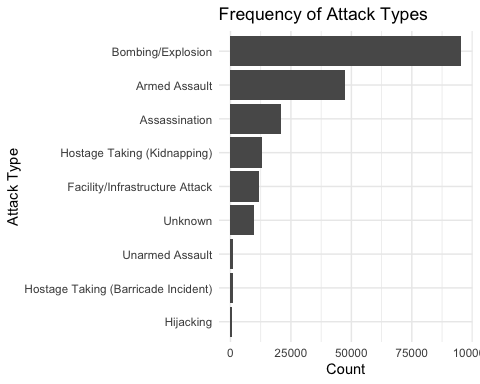 Frequency of Attack Types
Bombing/Explosion
Armed Assault
Assassination
Hostage Taking (Kidnapping)
Facility/Infrastructure Attack
Unknown
Unarmed Assault
Hostage Taking (Barricade Incident)
Hijacking
Attack Type
0 25000 50000 75000 10000
Count